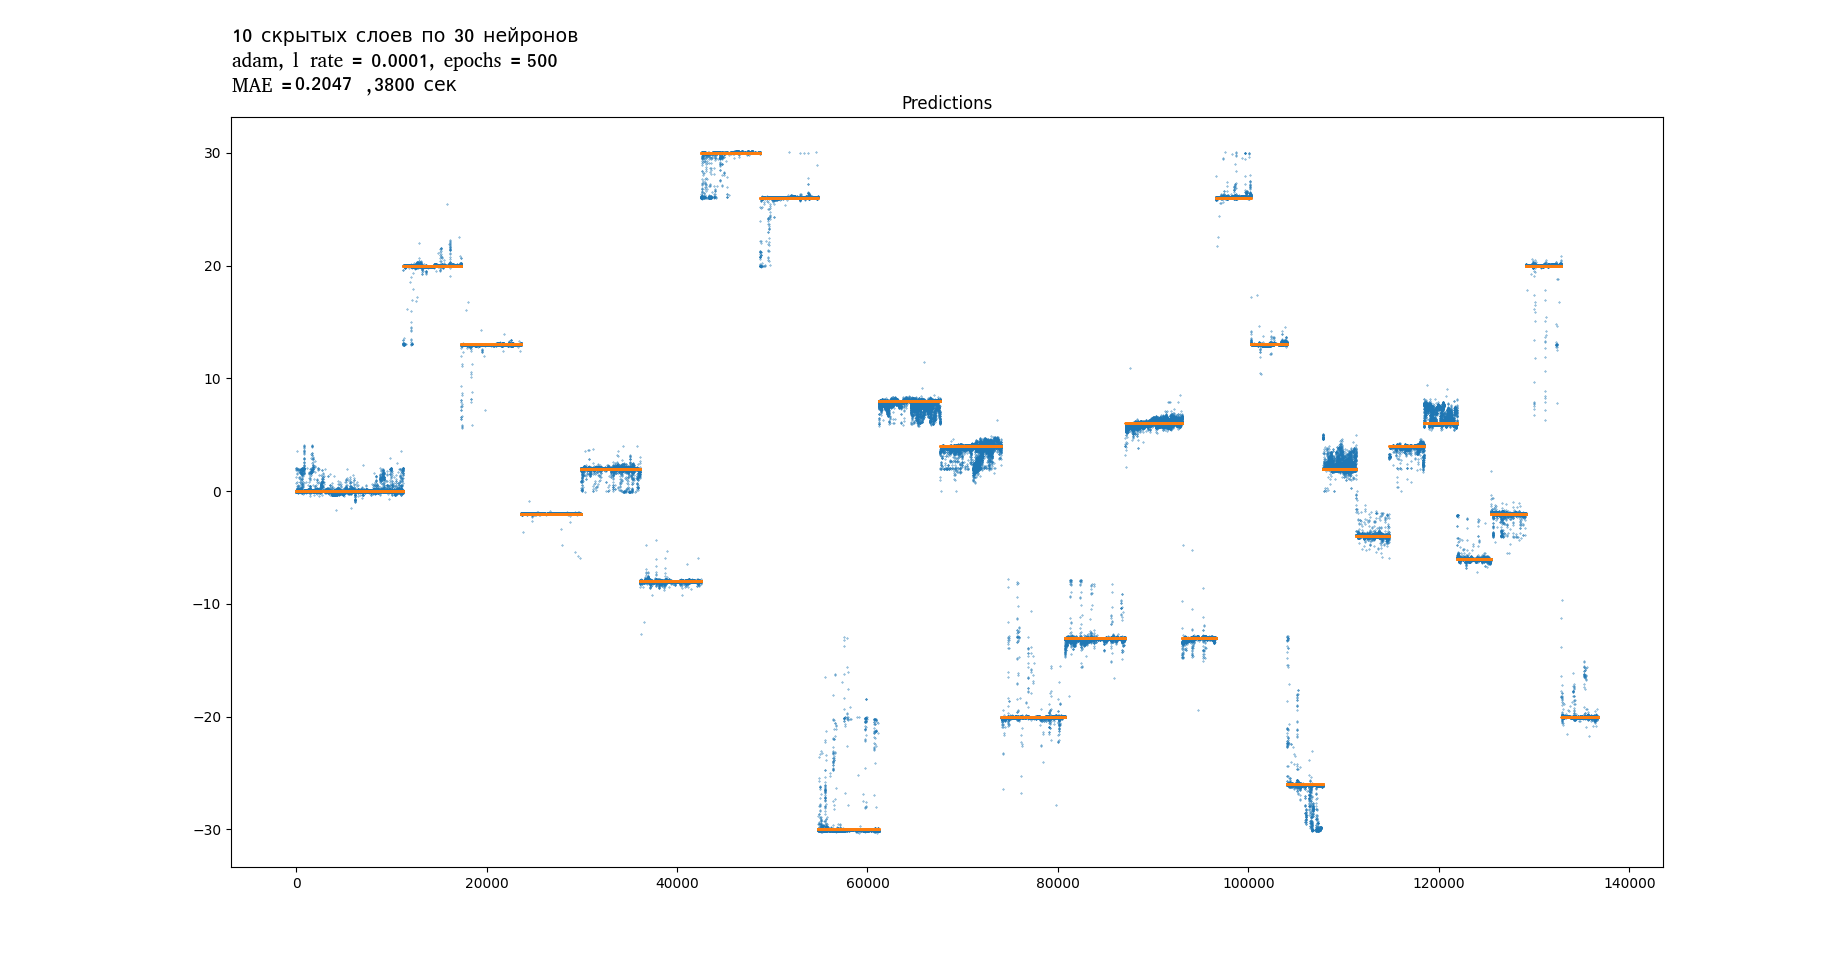 10 скрытых слоев по 30 нейронов
adam, l rate = 0.0001, epochs = 500
MAE = 0.2047 , 3800 сек
Predictions
30
20
10
0
−10
−20
−30
0 20000 40000 60000 80000 100000 120000 140000